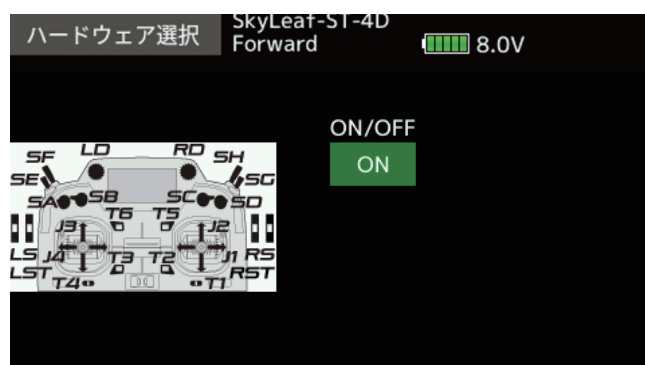 ハードウェア選択
SkyLeaf-ST-4D
Forward
8.0V
ON/OFF
ON
SF LD RD SH
SE SG
SA SB SC SD
T6 T5
J3 J2
LS J4 T3 T2 J1 RS
LST RST
T4 T1